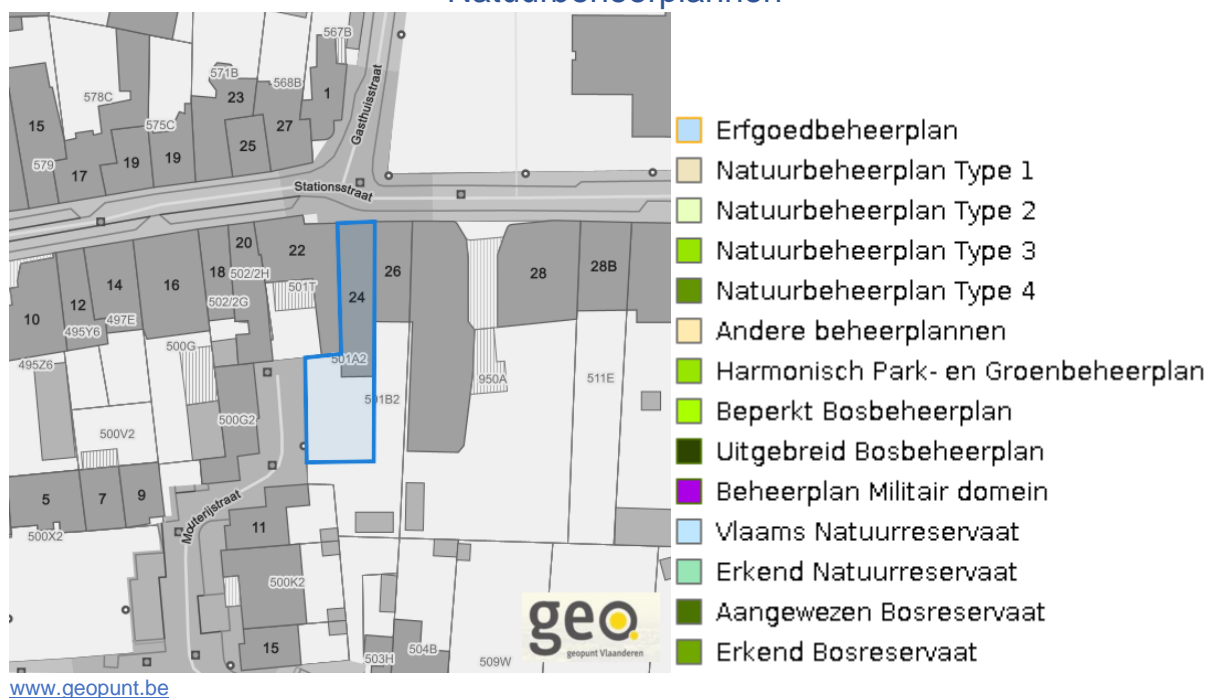 Natuurbeheerplannen
567B
571B
568B
578C
23
1
15
575C
27
Gasthuisstraat
25
579
17
19
19
Stationsstraat
20
22
18
502/2H
26
28
28B
14
16
501T
24
12
502/2G
10
497E
495Y6
500G
495Z6
501A2
950A
511E
501B2
500G2
500V2
5
7
9
Mouterijstraat
500X2
11
500K2
15
503H
504B
509W
geo.
geopunt Vlaanderen
Erfgoedbeheerplan
Natuurbeheerplan Type 1
Natuurbeheerplan Type 2
Natuurbeheerplan Type 3
Natuurbeheerplan Type 4
Andere beheerplannen
Harmonisch Park- en Groenbeheerplan
Beperkt Bosbeheerplan
Uitgebreid Bosbeheerplan
Beheerplan Militair domein
Vlaams Natuurreservaat
Erkend Natuurreservaat
Aangewezen Bosreservaat
Erkend Bosreservaat
www.geopunt.be